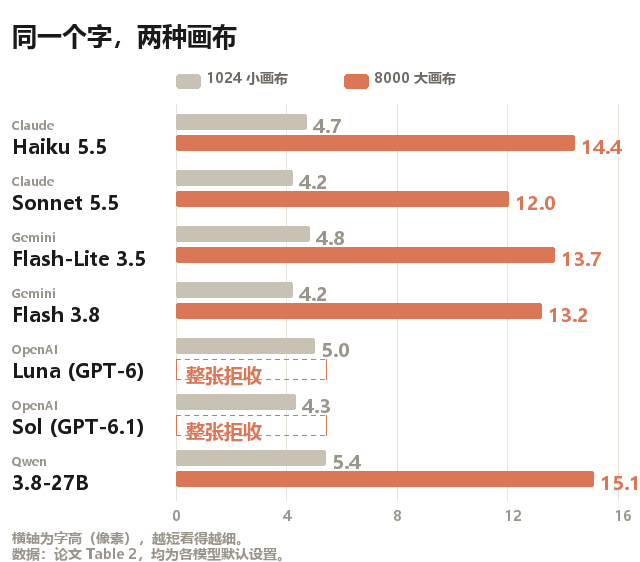 同一个字，两种画布
1024 小画布
8000 大画布
Claude
Haiku 5.5
4.7
14.4
Claude
Sonnet 5.5
4.2
12.0
Gemini
Flash-Lite 3.5
4.8
13.7
Gemini
Flash 3.8
4.2
13.2
OpenAI
Luna (GPT-6)
5.0
整张拒收
OpenAI
Sol (GPT-6.1)
4.3
整张拒收
Qwen
3.8-27B
5.4
15.1
0 4 8 12 16
横轴为字高（像素），越短看得越细。
数据：论文 Table 2，均为各模型默认设置。